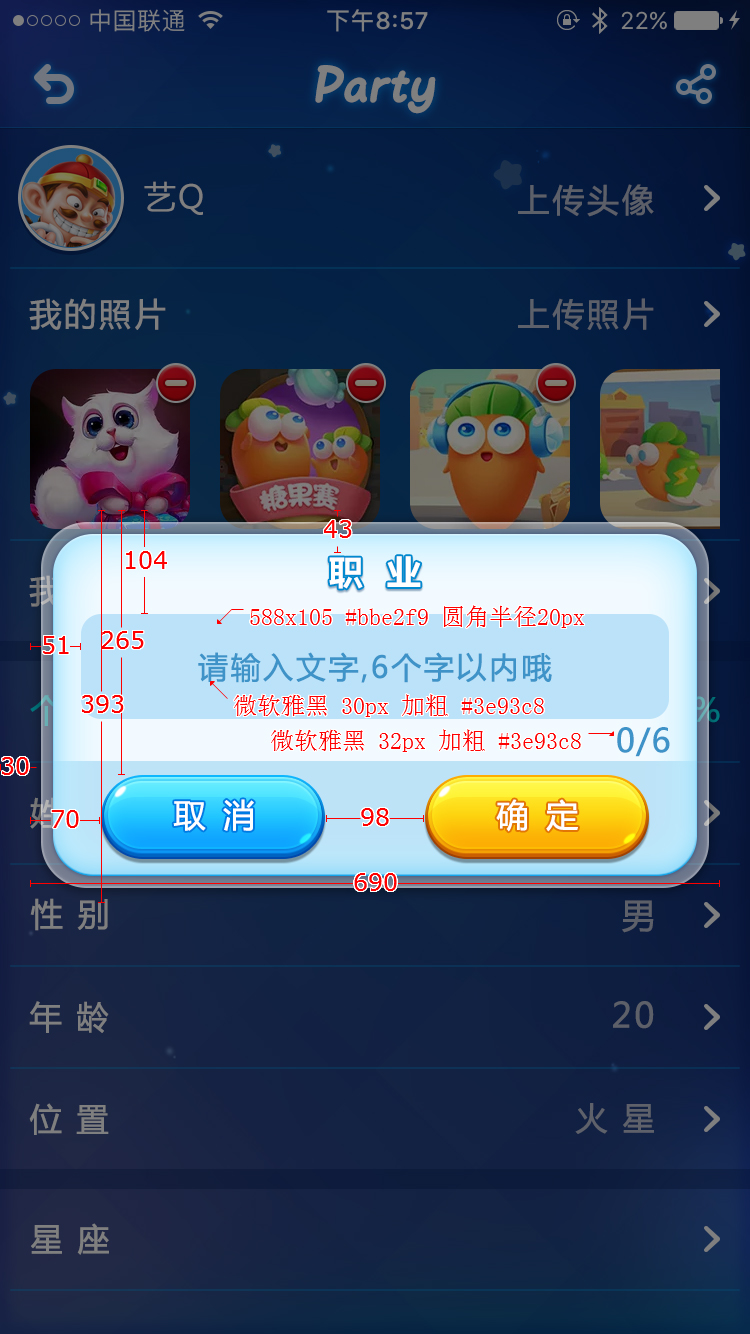 中国联通 下午8:57 22%
Party
艺Q 上传头像
我的照片 上传照片
糖果赛
43
职 业
104
588x105 #bbe2f9 圆角半径20px
265
51
请输入文字,6个字以内哦
393
微软雅黑 30px 加粗 #3e93c8
个 %
微软雅黑 32px 加粗 #3e93c8
0/6
30
取 消 98 确 定
70
690
性 别 男
年 龄 20
位 置 火 星
星 座